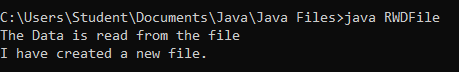 C:\Users\Student\Documents\Java\Java Files>java RWDFile
The Data is read from the file
I have created a new file.